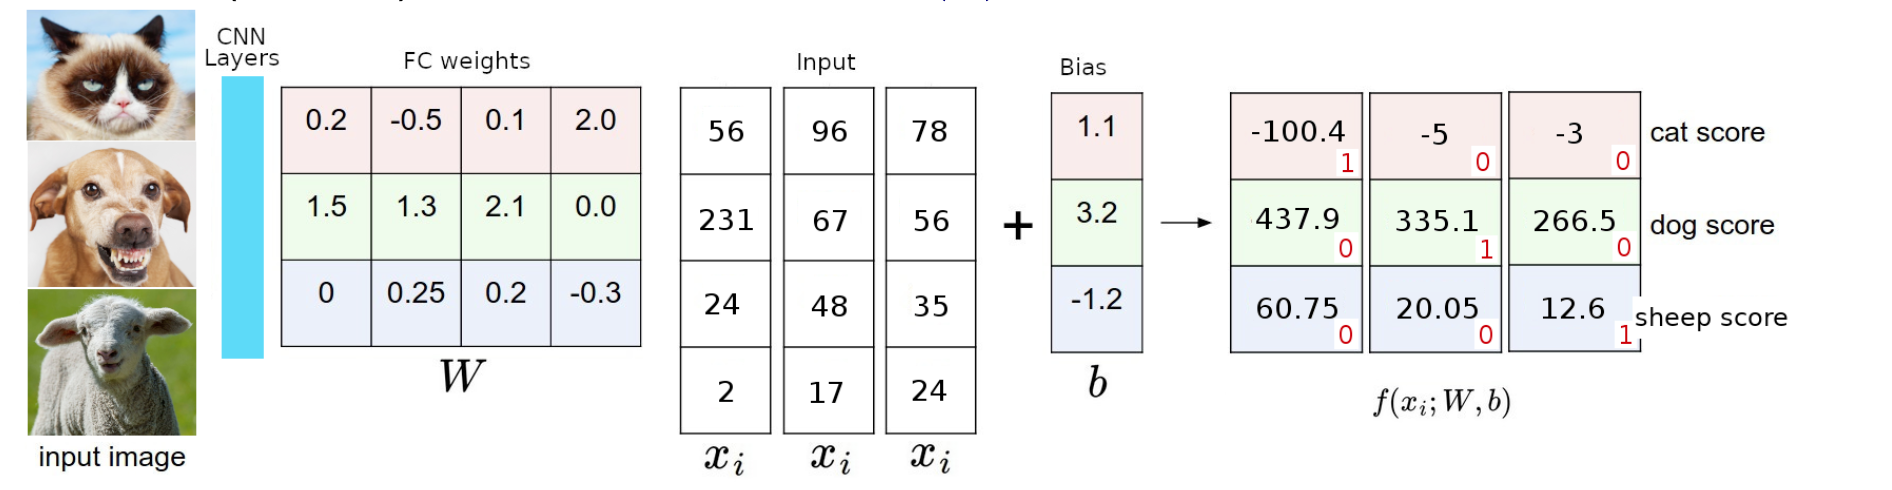 CNN
Layers
FC weights
Input
Bias
0.2 -0.5 0.1 2.0
1.5 1.3 2.1 0.0
0 0.25 0.2 -0.3
W
56 96 78
231 67 56
24 48 35
2 17 24
x_i x_i x_i
+
1.1
3.2
-1.2
b
-100.4 1 -5 0 -3 0 cat score
437.9 0 335.1 1 266.5 0 dog score
60.75 0 20.05 0 12.6 1 sheep score
f(x_i; W, b)
input image